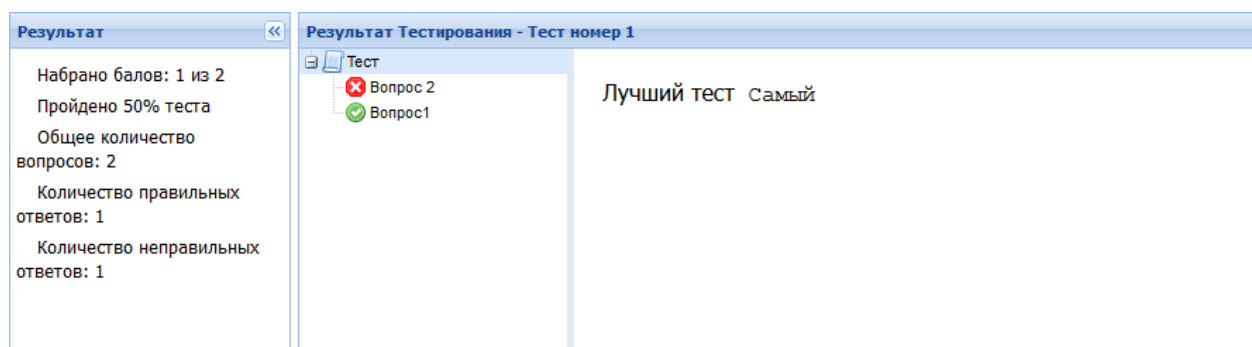 Результат
Набрано балов: 1 из 2
Пройдено 50% теста
Общее количество
вопросов: 2
Количество правильных
ответов: 1
Количество неправильных
ответов: 1
Результат Тестирования - Тест номер 1
Тест
Вопрос 2
Вопрос1
Лучший тест Самый